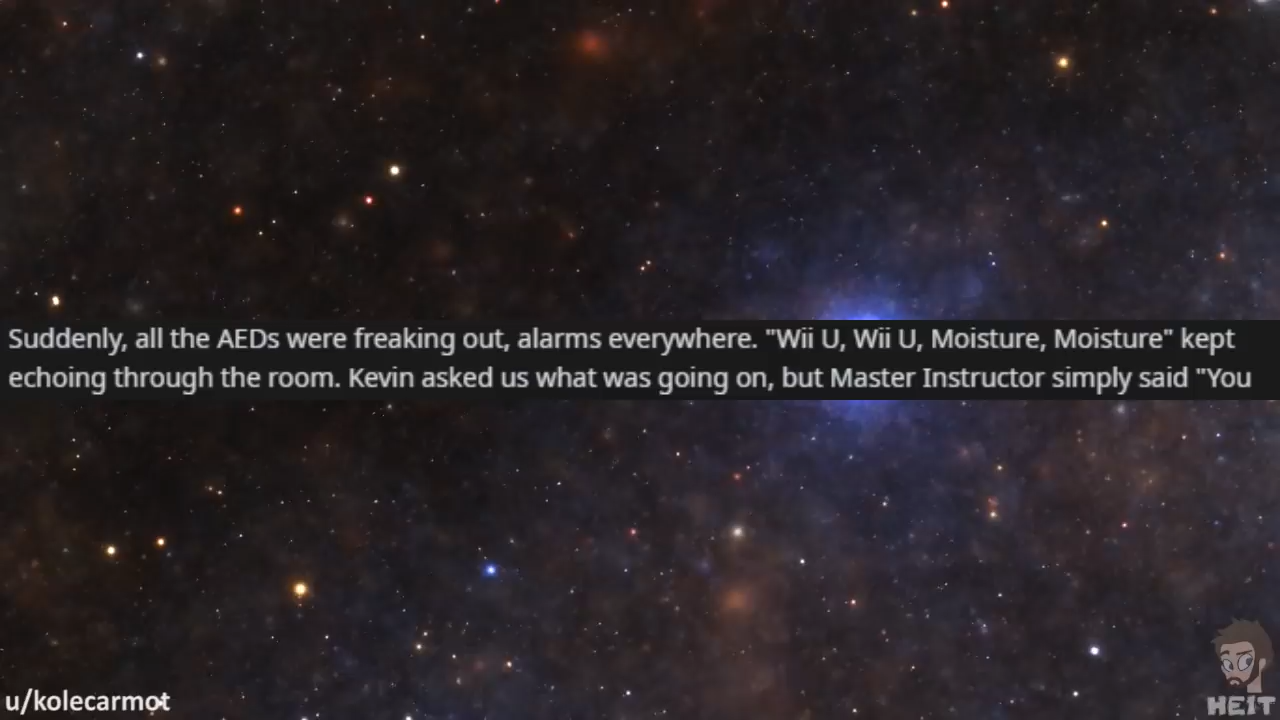 Suddenly, all the AEDs were freaking out, alarms everywhere. "Wii U, Wii U, Moisture, Moisture" kept
echoing through the room. Kevin asked us what was going on, but Master Instructor simply said "You
u/kolecarmot
HEIT